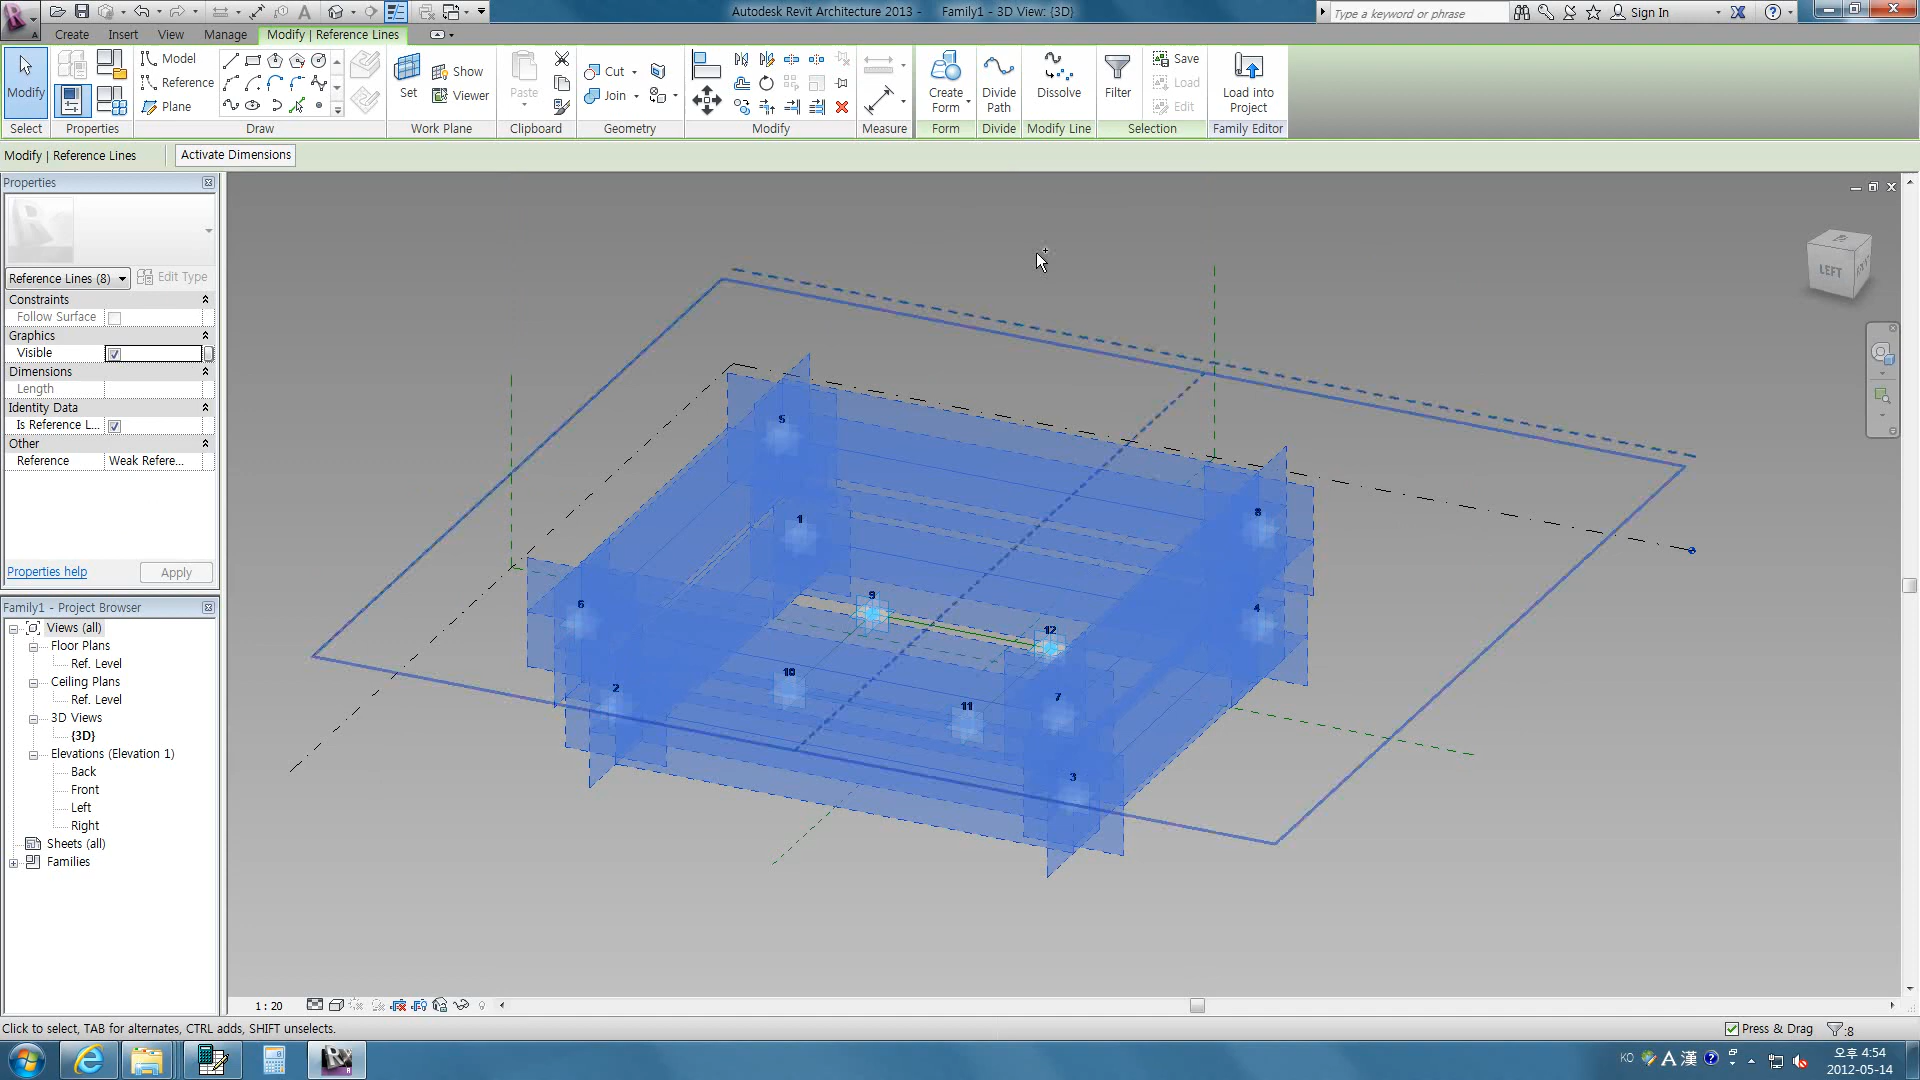 Autodesk Revit Architecture 2013 - Family1 - 3D View: {3D}
Type a keyword or phrase
Sign In
Create Insert View Manage Modify | Reference Lines
Modify
Model
Reference
Plane
Set
Show
Viewer
Paste
Cut
Join
Create Form
Divide Path
Dissolve
Filter
Save
Load
Edit
Load into Project
Select Properties Draw Work Plane Clipboard Geometry Modify Measure Form Divide Modify Line Selection Family Editor
Modify | Reference Lines
Activate Dimensions
Properties
Reference Lines (8)
Edit Type
Constraints
Follow Surface
Graphics
Visible
Dimensions
Length
Identity Data
Is Reference L...
Other
Reference Weak Refere...
Properties help
Apply
Family1 - Project Browser
Views (all)
Floor Plans
Ref. Level
Ceiling Plans
Ref. Level
3D Views
{3D}
Elevations (Elevation 1)
Back
Front
Left
Right
Sheets (all)
Families
LEFT
5
1
8
9
6
4
12
10
2
7
11
3
1 : 20
Click to select, TAB for alternates, CTRL adds, SHIFT unselects.
Press & Drag
:8
KO
A 漢
오후 4:54
2012-05-14